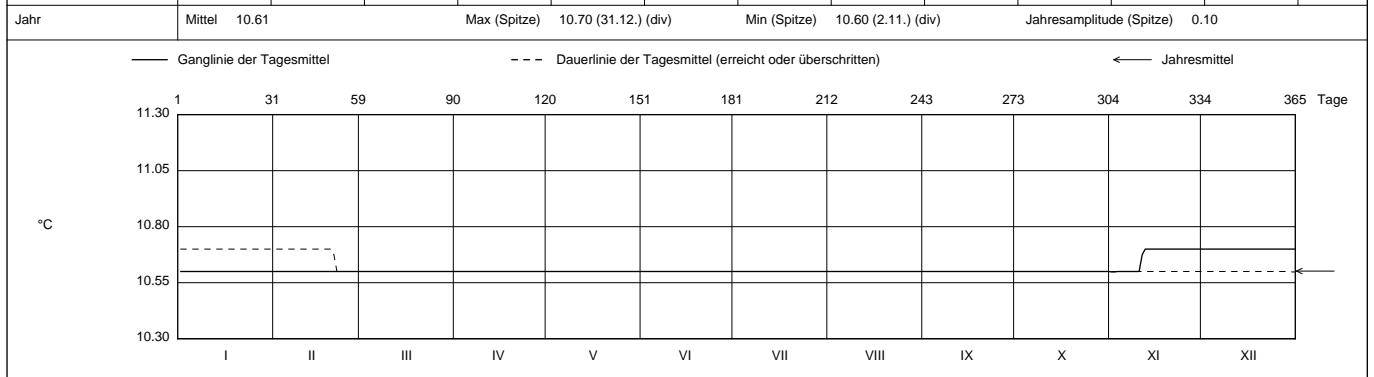 Jahr Mittel 10.61 Max (Spitze) 10.70 (31.12.) (div) Min (Spitze) 10.60 (2.11.) (div) Jahresamplitude (Spitze) 0.10
Ganglinie der Tagesmittel Dauerlinie der Tagesmittel (erreicht oder überschritten) Jahresmittel
1 31 59 90 120 151 181 212 243 273 304 334 365 Tage
11.30
11.05
°C
10.80
10.55
10.30
I II III IV V VI VII VIII IX X XI XII